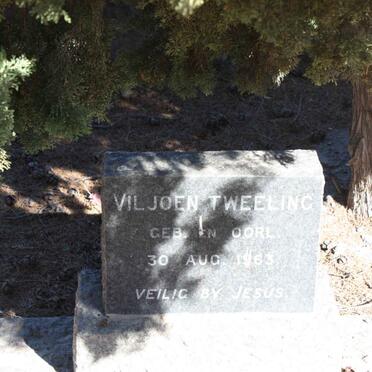 VILJOEN TWEELING
GEB. EN OORL.
30 AUG. 1963
VEILIG BY JESUS.